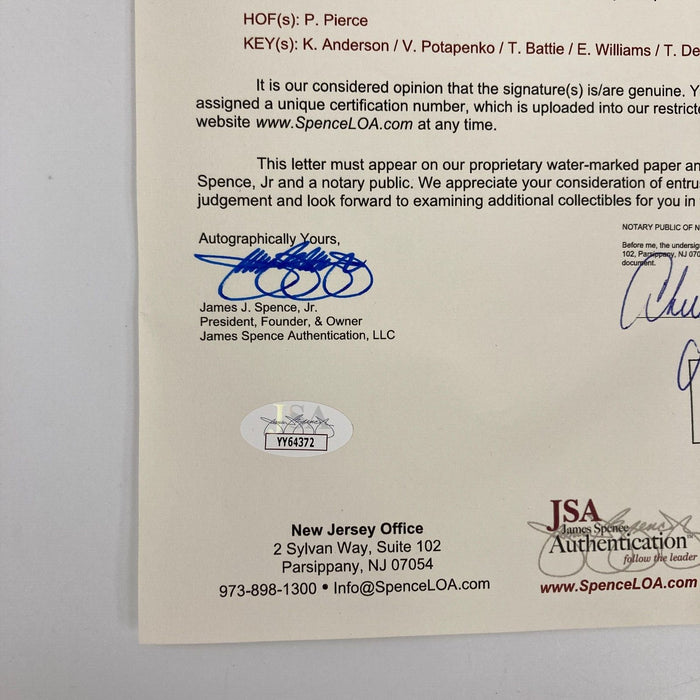 HOF(s): P. Pierce
KEY(s): K. Anderson / V. Potapenko / T. Battie / E. Williams / T. De
It is our considered opinion that the signature(s) is/are genuine. Y
assigned a unique certification number, which is uploaded into our restricte
website www.SpenceLOA.com at any time.
This letter must appear on our proprietary water-marked paper an
Spence, Jr and a notary public. We appreciate your consideration of entru
judgement and look forward to examining additional collectibles for you in
NOTARY PUBLIC OF N
Before me, the undersig
102, Parsippany, NJ 070
document.
Autographically Yours,
James J. Spence, Jr.
President, Founder, & Owner
James Spence Authentication, LLC
JSA
YY64372
New Jersey Office
2 Sylvan Way, Suite 102
Parsippany, NJ 07054
973-898-1300 • Info@SpenceLOA.com
JSA
James Spence
Authentication™
follow the leader
www.SpenceLOA.com